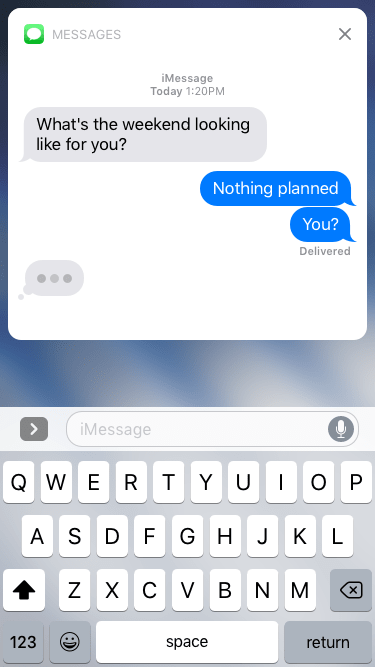 MESSAGES
iMessage
Today 1:20PM
What's the weekend looking
like for you?
Nothing planned
You?
Delivered
iMessage
Q W E R T Y U I O P
A S D F G H J K L
Z X C V B N M
123 space return